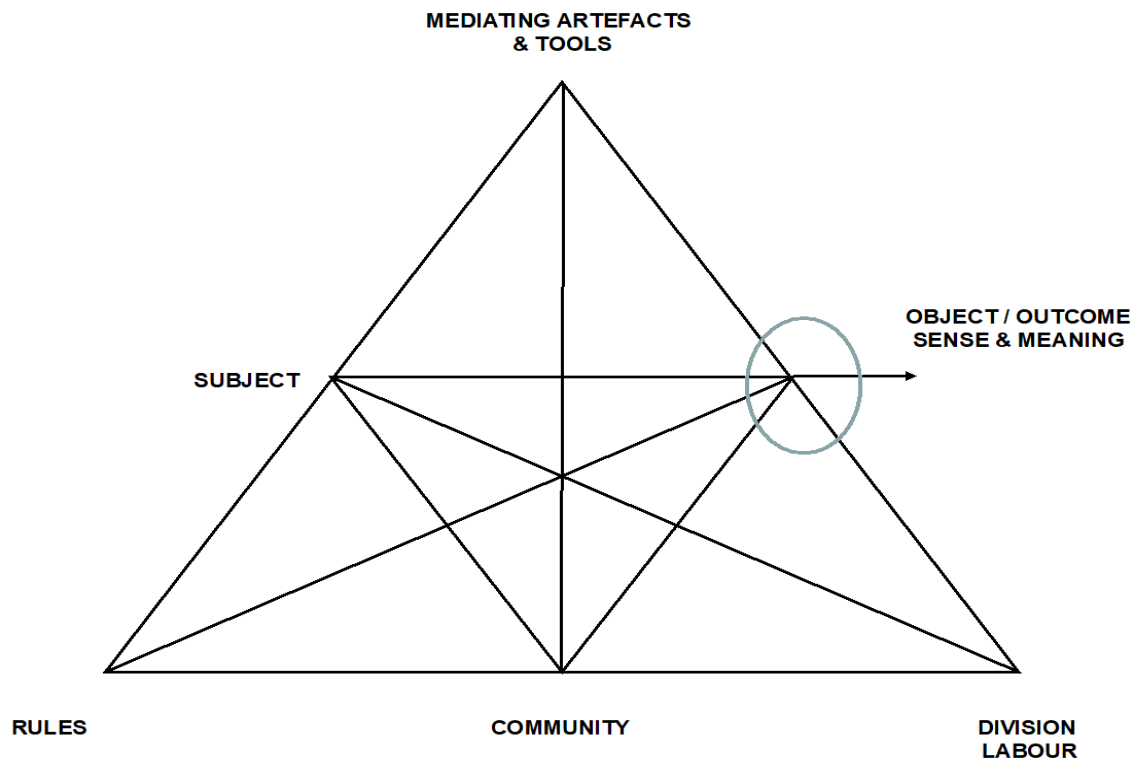 MEDIATING ARTEFACTS
& TOOLS
OBJECT / OUTCOME
SENSE & MEANING
SUBJECT
RULES
COMMUNITY
DIVISION
LABOUR